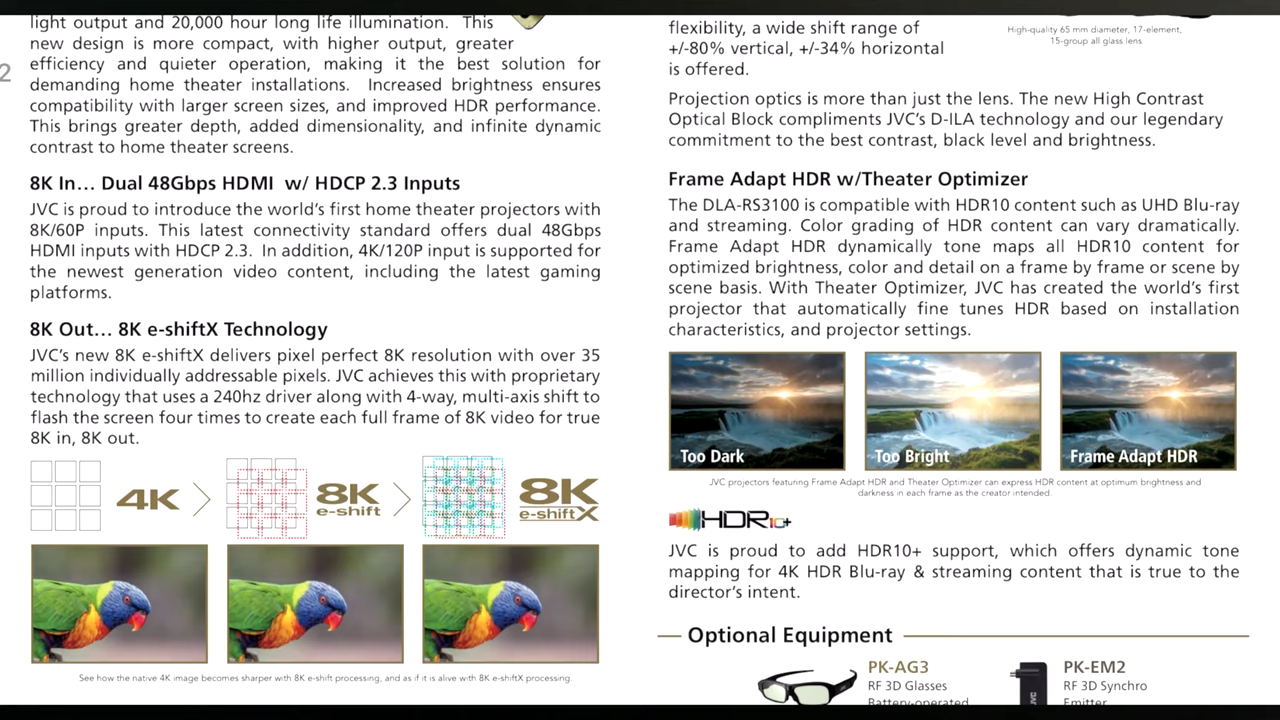 light output and 20,000 hour long life illumination. This
new design is more compact, with higher output, greater
efficiency and quieter operation, making it the best solution for
demanding home theater installations. Increased brightness ensures
compatibility with larger screen sizes, and improved HDR performance.
This brings greater depth, added dimensionality, and infinite dynamic
contrast to home theater screens.
8K In... Dual 48Gbps HDMI w/ HDCP 2.3 Inputs
JVC is proud to introduce the world's first home theater projectors with
8K/60P inputs. This latest connectivity standard offers dual 48Gbps
HDMI inputs with HDCP 2.3. In addition, 4K/120P input is supported for
the newest generation video content, including the latest gaming
platforms.
8K Out... 8K e-shiftX Technology
JVC's new 8K e-shiftX delivers pixel perfect 8K resolution with over 35
million individually addressable pixels. JVC achieves this with proprietary
technology that uses a 240hz driver along with 4-way, multi-axis shift to
flash the screen four times to create each full frame of 8K video for true
8K in, 8K out.
4K
8K
e-shift
8K
e-shiftX
See how the native 4K image becomes sharper with 8K e-shift processing, and as if it is alive with 8K e-shiftX processing.
2
flexibility, a wide shift range of
+/-80% vertical, +/-34% horizontal
is offered.
High-quality 65 mm diameter, 17-element,
15-group all glass lens
Projection optics is more than just the lens. The new High Contrast
Optical Block compliments JVC's D-ILA technology and our legendary
commitment to the best contrast, black level and brightness.
Frame Adapt HDR w/Theater Optimizer
The DLA-RS3100 is compatible with HDR10 content such as UHD Blu-ray
and streaming. Color grading of HDR content can vary dramatically.
Frame Adapt HDR dynamically tone maps all HDR10 content for
optimized brightness, color and detail on a frame by frame or scene by
scene basis. With Theater Optimizer, JVC has created the world's first
projector that automatically fine tunes HDR based on installation
characteristics, and projector settings.
Too Dark
Too Bright
Frame Adapt HDR
JVC projectors featuring Frame Adapt HDR and Theater Optimizer can express HDR content at optimum brightness and
darkness in each frame as the creator intended.
HDR10+
JVC is proud to add HDR10+ support, which offers dynamic tone
mapping for 4K HDR Blu-ray & streaming content that is true to the
director's intent.
Optional Equipment
PK-AG3
RF 3D Glasses
Battery-operated
JVC
PK-EM2
RF 3D Synchro
Emitter